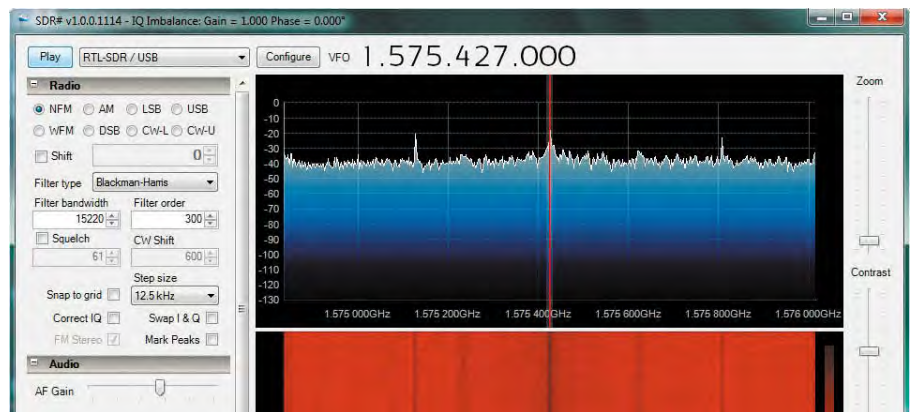 SDR# v1.0.0.1114 - IQ Imbalance: Gain = 1.000 Phase = 0.000°
Play RTL-SDR / USB Configure VFO 1.575.427.000
Radio
NFM AM LSB USB
WFM DSB CW-L CW-U
Shift 0
Filter type Blackman-Harris
Filter bandwidth Filter order
15220 300
Squelch CW Shift
61 600
Step size
Snap to grid 12.5 kHz
Correct IQ Swap I & Q
FM Stereo Mark Peaks
Audio
AF Gain
0
-10
-20
-30
-40
-50
-60
-70
-80
-90
-100
-110
-120
-130
1.575 000GHz 1.575 200GHz 1.575 400GHz 1.575 600GHz 1.575 800GHz 1.576 000GHz
Zoom
Contrast